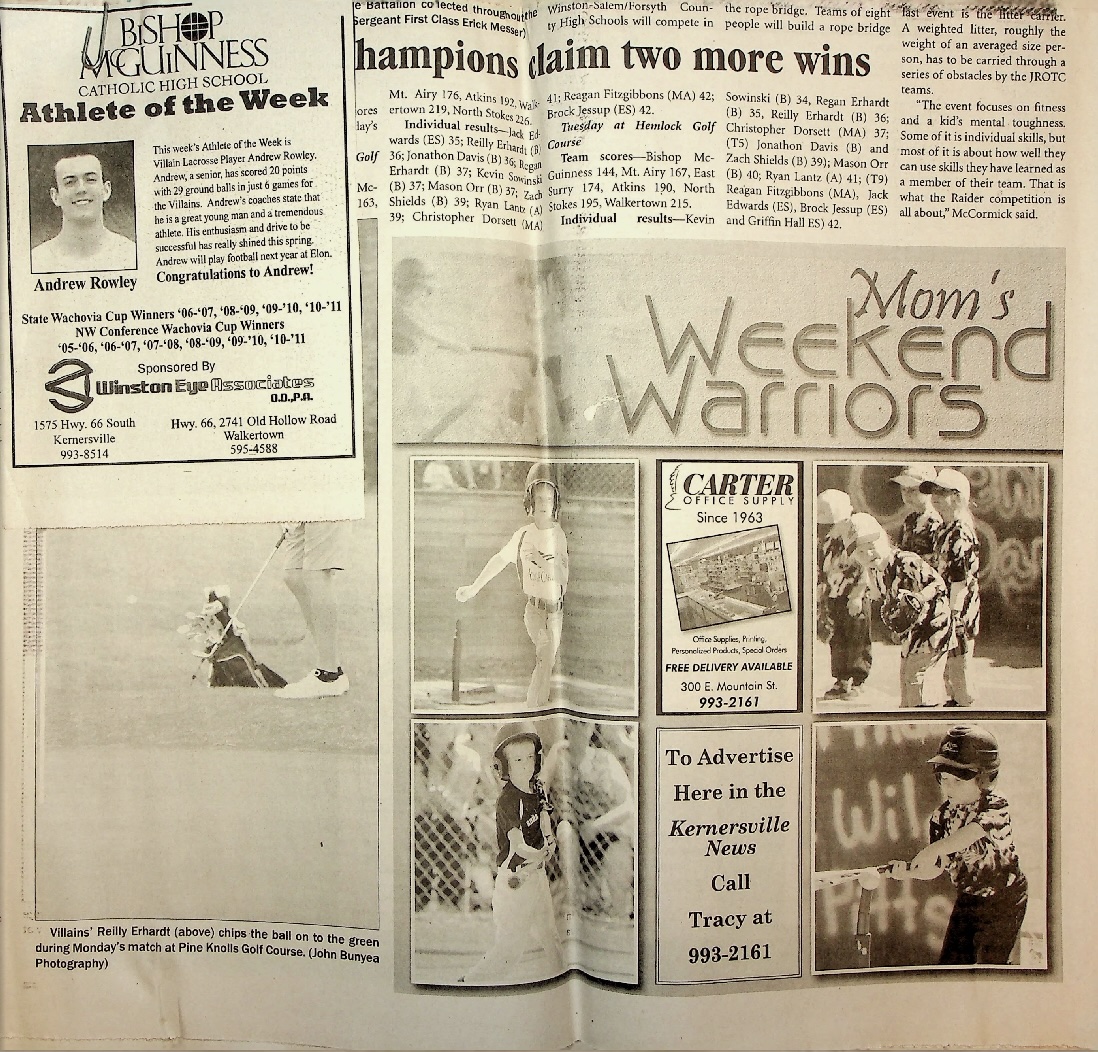 BiSHOP
McGUiNNESS
CATHOLIC HIGH SCHOOL
Athlete of the Week
This week's Athlete of the Week is
Villain Lacrosse Player Andrew Rowley.
Andrew, a senior, has scored 20 points
with 29 ground balls in just 6 games for
the Villains. Andrew's coaches state that
he is a great young man and a tremendous
athlete. His enthusiasm and drive to be
successful has really shined this spring.
Andrew will play football next year at Elon.
Congratulations to Andrew!
Andrew Rowley
State Wachovia Cup Winners '06-'07, '08-'09, '09-'10, '10-'11
NW Conference Wachovia Cup Winners
'05-'06, '06-'07, '07-'08, '08-'09, '09-'10, '10-'11
Sponsored By
Winston Eye Associates
O.D.,P.A.
1575 Hwy. 66 South
Kernersville
993-8514
Hwy. 66, 2741 Old Hollow Road
Walkertown
595-4588
e Battalion collected throughout the
Sergeant First Class Erick Messer)
Winston-Salem/Forsyth Coun-
ty High Schools will compete in
the rope bridge. Teams of eight
people will build a rope bridge
last event is the litter carrier.
A weighted litter, roughly the
weight of an averaged size per-
son, has to be carried through a
series of obstacles by the JROTC
teams.
"The event focuses on fitness
and a kid's mental toughness.
Some of it is individual skills, but
most of it is about how well they
can use skills they have learned as
a member of their team. That is
what the Raider competition is
all about," McCormick said.
hampions claim two more wins
ores
lay's
Golf
Mc-
163,
Mt. Airy 176, Atkins 192, Walk-
ertown 219, North Stokes 226.
Individual results—Jack Ed-
wards (ES) 35; Reilly Erhardt (B)
36; Jonathon Davis (B) 36; Regan
Erhardt (B) 37; Kevin Sowinski
(B) 37; Mason Orr (B) 37; Zach
Shields (B) 39; Ryan Lantz (A)
39; Christopher Dorsett (MA)
41; Reagan Fitzgibbons (MA) 42;
Brock Jessup (ES) 42.
Tuesday at Hemlock Golf
Course
Team scores—Bishop Mc-
Guinness 144, Mt. Airy 167, East
Surry 174, Atkins 190, North
Stokes 195, Walkertown 215.
Individual results—Kevin
Sowinski (B) 34, Regan Erhardt
(B) 35, Reilly Erhardt (B) 36;
Christopher Dorsett (MA) 37;
(T5) Jonathon Davis (B) and
Zach Shields (B) 39); Mason Orr
(B) 40; Ryan Lantz (A) 41; (T9)
Reagan Fitzgibbons (MA), Jack
Edwards (ES), Brock Jessup (ES)
and Griffin Hall ES) 42.
Mom's
Weekend
Warriors
CARTER
OFFICE SUPPLY
Since 1963
Office Supplies, Printing,
Personalized Products, Special Orders
FREE DELIVERY AVAILABLE
300 E. Mountain St.
993-2161
To Advertise
Here in the
Kernersville
News
Call
Tracy at
993-2161
Wil
Pitts
Villains' Reilly Erhardt (above) chips the ball on to the green
during Monday's match at Pine Knolls Golf Course. (John Bunyea
Photography)